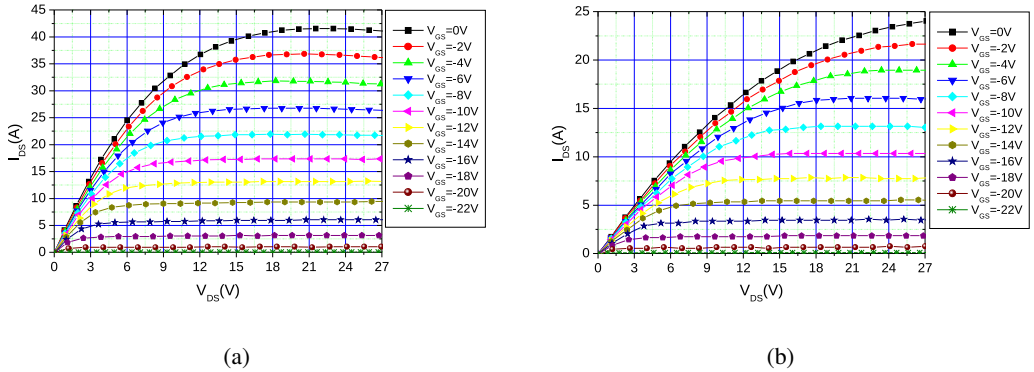 45
40
35
30
25
20
15
10
5
0
I_DS(A)
0 3 6 9 12 15 18 21 24 27
V_DS(V)
V_GS=0V
V_GS=-2V
V_GS=-4V
V_GS=-6V
V_GS=-8V
V_GS=-10V
V_GS=-12V
V_GS=-14V
V_GS=-16V
V_GS=-18V
V_GS=-20V
V_GS=-22V
(a)
25
20
15
10
5
0
I_DS(A)
0 3 6 9 12 15 18 21 24 27
V_DS(V)
V_GS=0V
V_GS=-2V
V_GS=-4V
V_GS=-6V
V_GS=-8V
V_GS=-10V
V_GS=-12V
V_GS=-14V
V_GS=-16V
V_GS=-18V
V_GS=-20V
V_GS=-22V
(b)